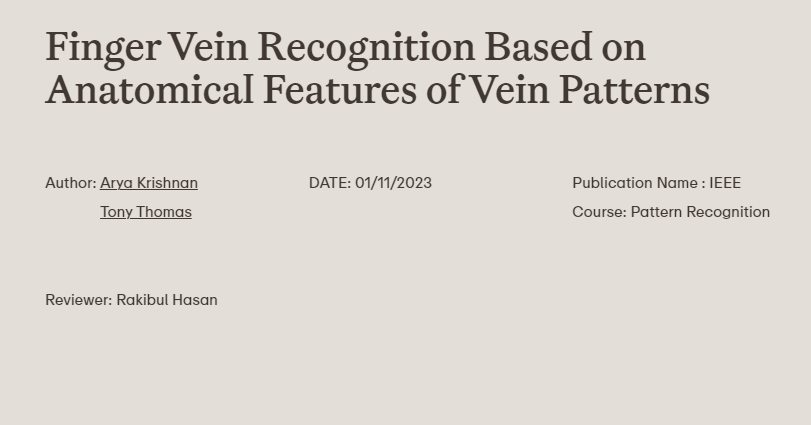 Finger Vein Recognition Based on
Anatomical Features of Vein Patterns
Author: Arya Krishnan
Tony Thomas
DATE: 01/11/2023
Publication Name : IEEE
Course: Pattern Recognition
Reviewer: Rakibul Hasan